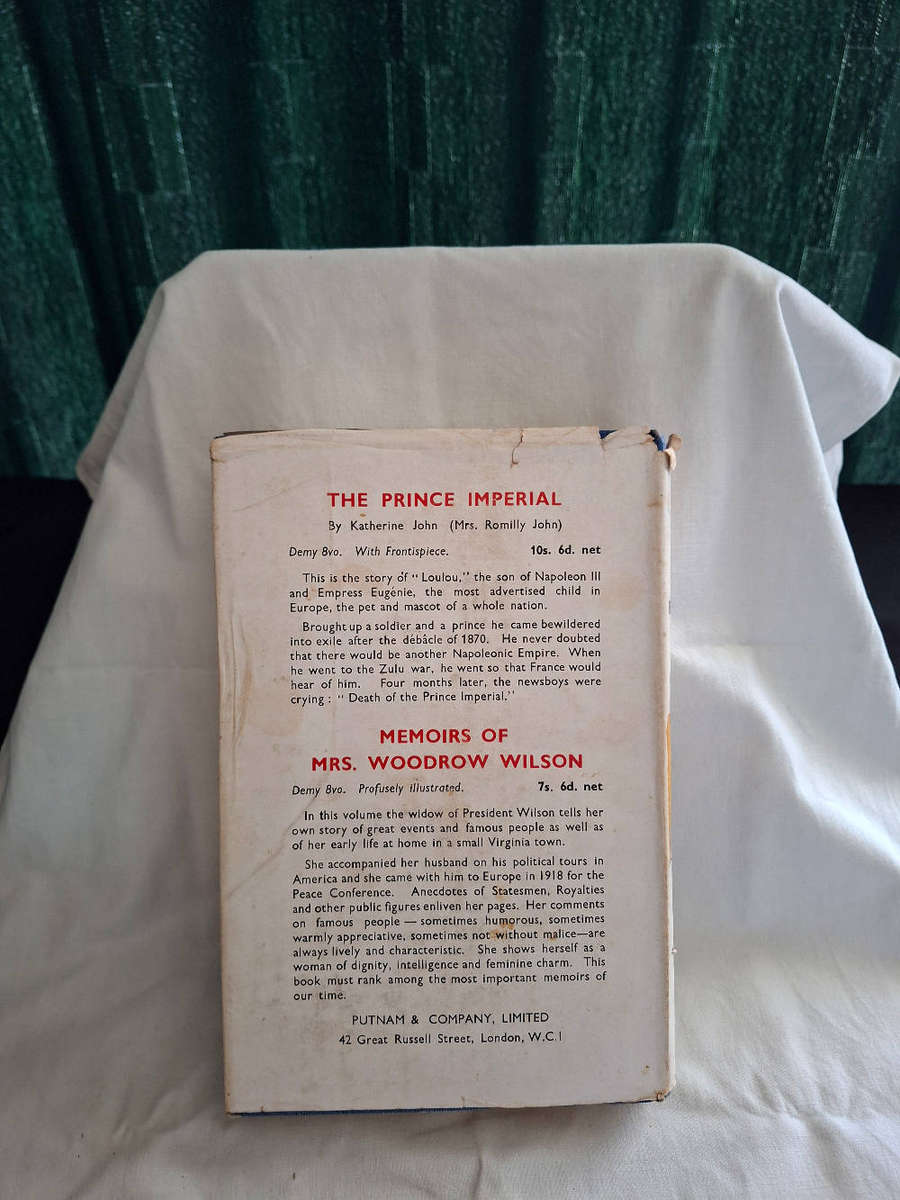 THE PRINCE IMPERIAL
By Katherine John (Mrs. Romilly John)
Demy 8vo. With Frontispiece. 10s. 6d. net
This is the story of "Loulou," the son of Napoleon III
and Empress Eugénie, the most advertised child in
Europe, the pet and mascot of a whole nation.
Brought up a soldier and a prince he came bewildered
into exile after the débâcle of 1870. He never doubted
that there would be another Napoleonic Empire. When
he went to the Zulu war, he went so that France would
hear of him. Four months later, the newsboys were
crying : " Death of the Prince Imperial."
MEMOIRS OF
MRS. WOODROW WILSON
Demy 8vo. Profusely Illustrated. 7s. 6d. net
In this volume the widow of President Wilson tells her
own story of great events and famous people as well as
of her early life at home in a small Virginia town.
She accompanied her husband on his political tours in
America and she came with him to Europe in 1918 for the
Peace Conference. Anecdotes of Statesmen, Royalties
and other public figures enliven her pages. Her comments
on famous people — sometimes humorous, sometimes
warmly appreciative, sometimes not without malice—are
always lively and characteristic. She shows herself as a
woman of dignity, intelligence and feminine charm. This
book must rank among the most important memoirs of
our time.
PUTNAM & COMPANY, LIMITED
42 Great Russell Street, London, W.C.1